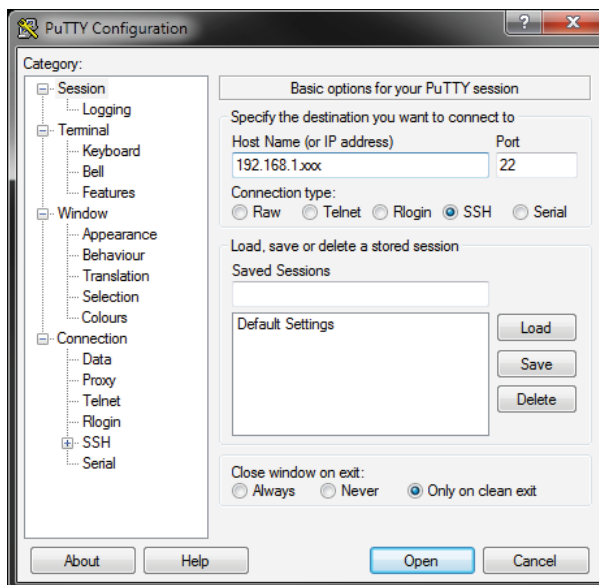 PuTTY Configuration
?
X
Category:
Session
Logging
Terminal
Keyboard
Bell
Features
Window
Appearance
Behaviour
Translation
Selection
Colours
Connection
Data
Proxy
Telnet
Rlogin
SSH
Serial
Basic options for your PuTTY session
Specify the destination you want to connect to
Host Name (or IP address) Port
192.168.1.xxx 22
Connection type:
Raw Telnet Rlogin SSH Serial
Load, save or delete a stored session
Saved Sessions
Default Settings
Load
Save
Delete
Close window on exit:
Always Never Only on clean exit
About Help Open Cancel